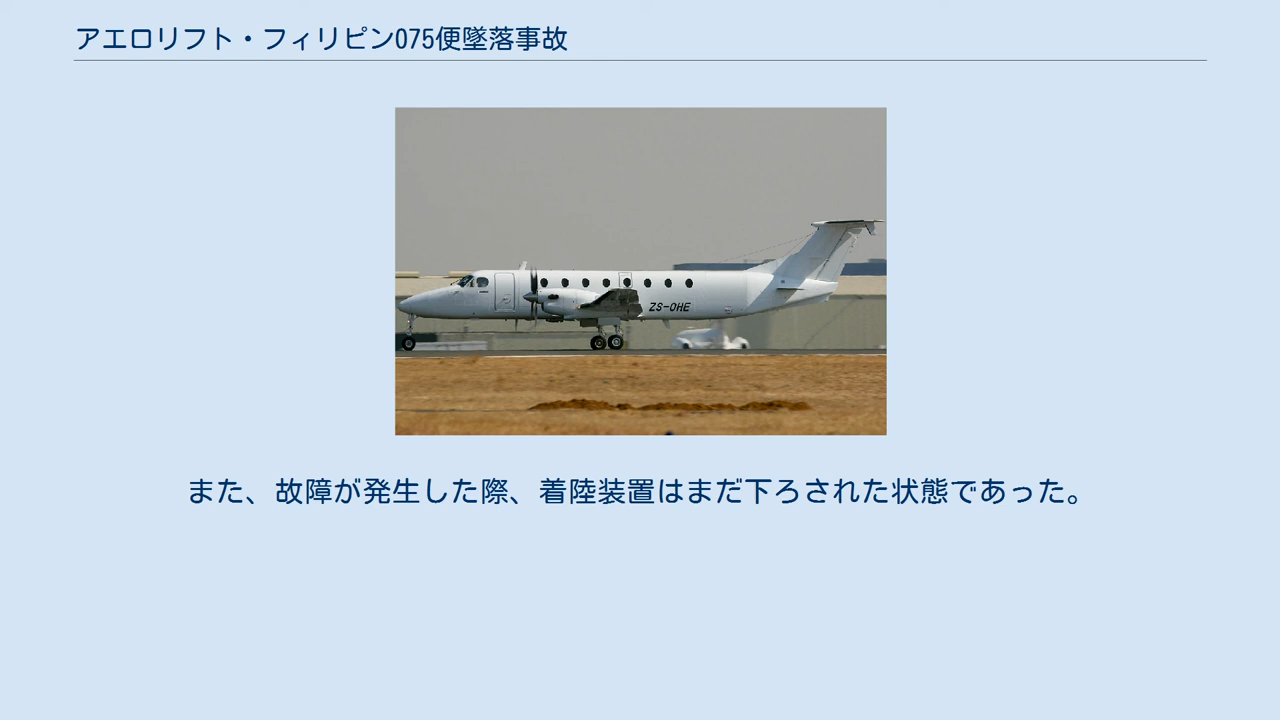 アエロリフト・フィリピン075便墜落事故
ZS-OHE
また、故障が発生した際、着陸装置はまだ下ろされた状態であった。